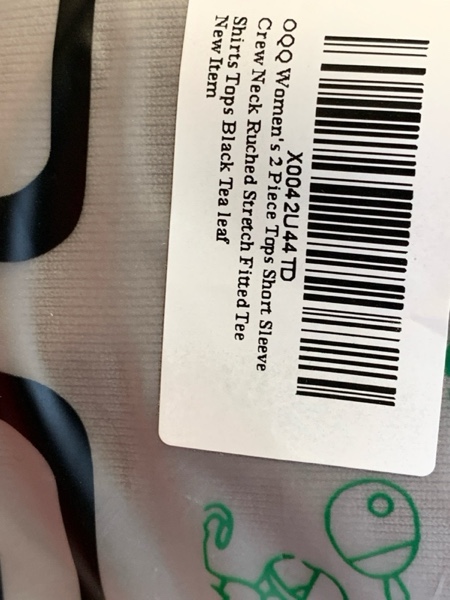 X0042U44TD
OQQ Women's 2 Piece Tops Short Sleeve
Crew Neck Ruched Stretch Fitted Tee
Shirts Tops Black Tea leaf
New Item